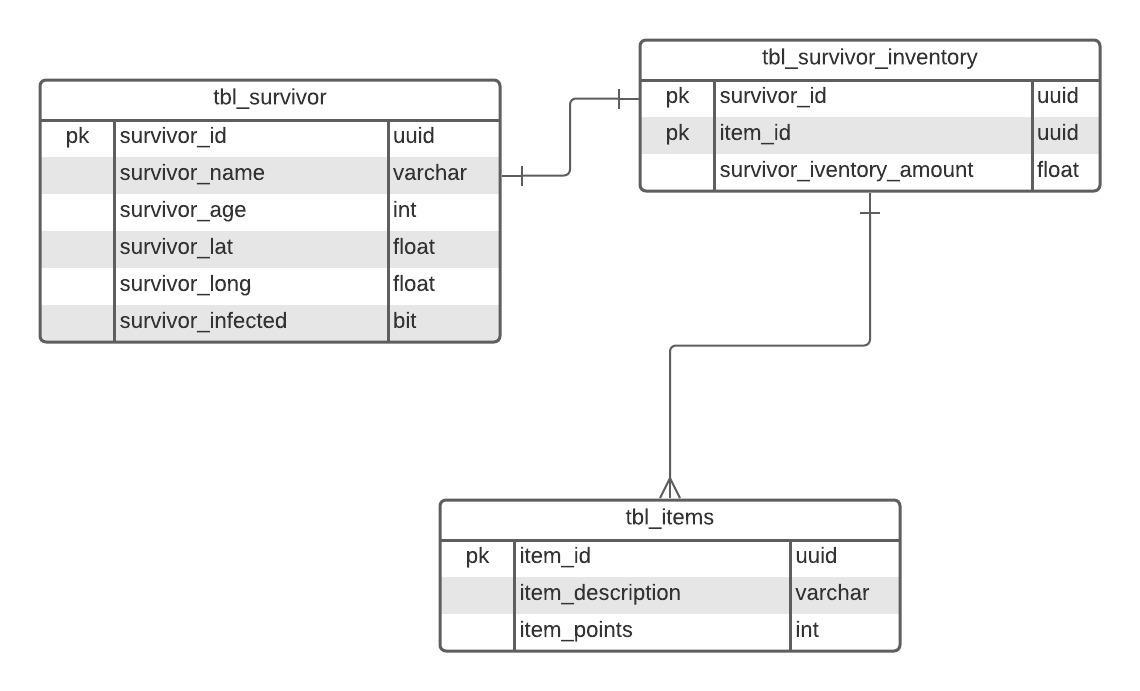 tbl_survivor
pk survivor_id uuid
survivor_name varchar
survivor_age int
survivor_lat float
survivor_long float
survivor_infected bit
tbl_survivor_inventory
pk survivor_id uuid
pk item_id uuid
survivor_iventory_amount float
tbl_items
pk item_id uuid
item_description varchar
item_points int